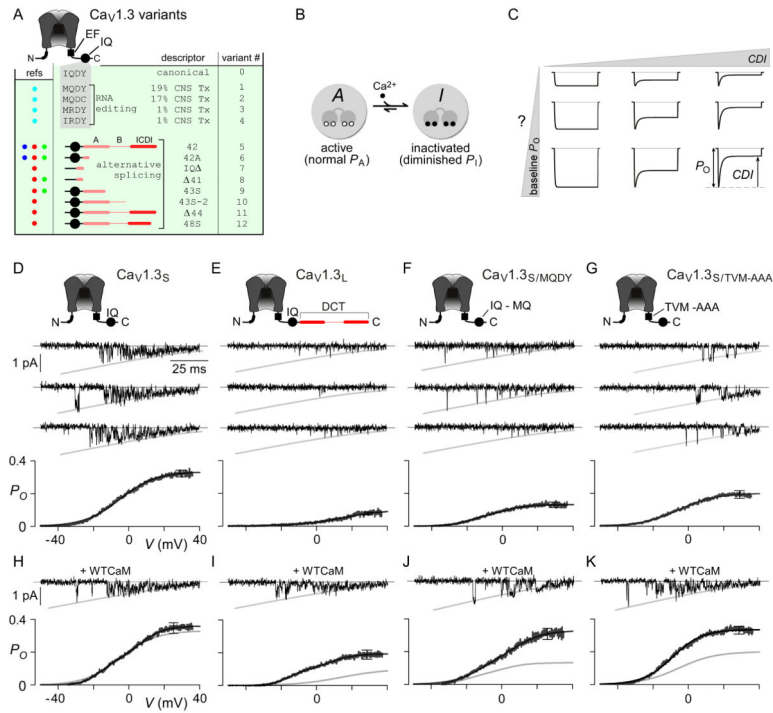 A
CaV1.3 variants
EF
IQ
N
C
refs
descriptor
variant #
IQDY canonical 0
MQDY 19% CNS Tx 1
MQDC 17% CNS Tx 2
MRDY 1% CNS Tx 3
IRDY 1% CNS Tx 4
RNA
editing
A B ICDI
42 5
42A 6
alternative
splicing
IQΔ 7
Δ41 8
43S 9
43S-2 10
Δ44 11
48S 12
B
Ca2+
A
I
active
(normal PA)
inactivated
(diminished PI)
C
CDI
?
baseline PO
PO
CDI
D
CaV1.3S
IQ
N
C
1 pA
25 ms
0.4
PO
0
-40 0 40
V (mV)
E
CaV1.3L
DCT
IQ
N
C
0
F
CaV1.3S/MQDY
IQ - MQ
N
C
0
G
CaV1.3S/TVM-AAA
TVM -AAA
N
C
0
H
+ WTCaM
1 pA
0.4
PO
0
-40 0 40
V (mV)
I
+ WTCaM
0
J
+ WTCaM
0
K
+ WTCaM
0